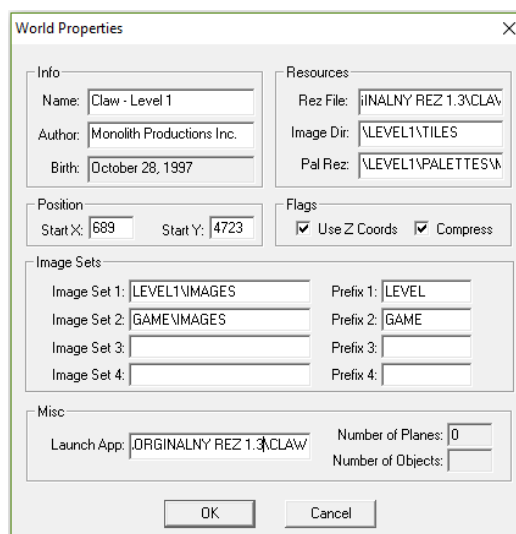 World Properties
Info
Name: Claw - Level 1
Author: Monolith Productions Inc.
Birth: October 28, 1997
Resources
Rez File: INALNY REZ 1.3\CLAW
Image Dir: \LEVEL1\TILES
Pal Rez: \LEVEL1\PALETTES\M
Position
Start X: 689 Start Y: 4723
Flags
Use Z Coords Compress
Image Sets
Image Set 1: LEVEL1\IMAGES Prefix 1: LEVEL
Image Set 2: GAME\IMAGES Prefix 2: GAME
Image Set 3: Prefix 3:
Image Set 4: Prefix 4:
Misc
Launch App: .ORGINALNY REZ 1.3\CLAW
Number of Planes: 0
Number of Objects:
OK Cancel